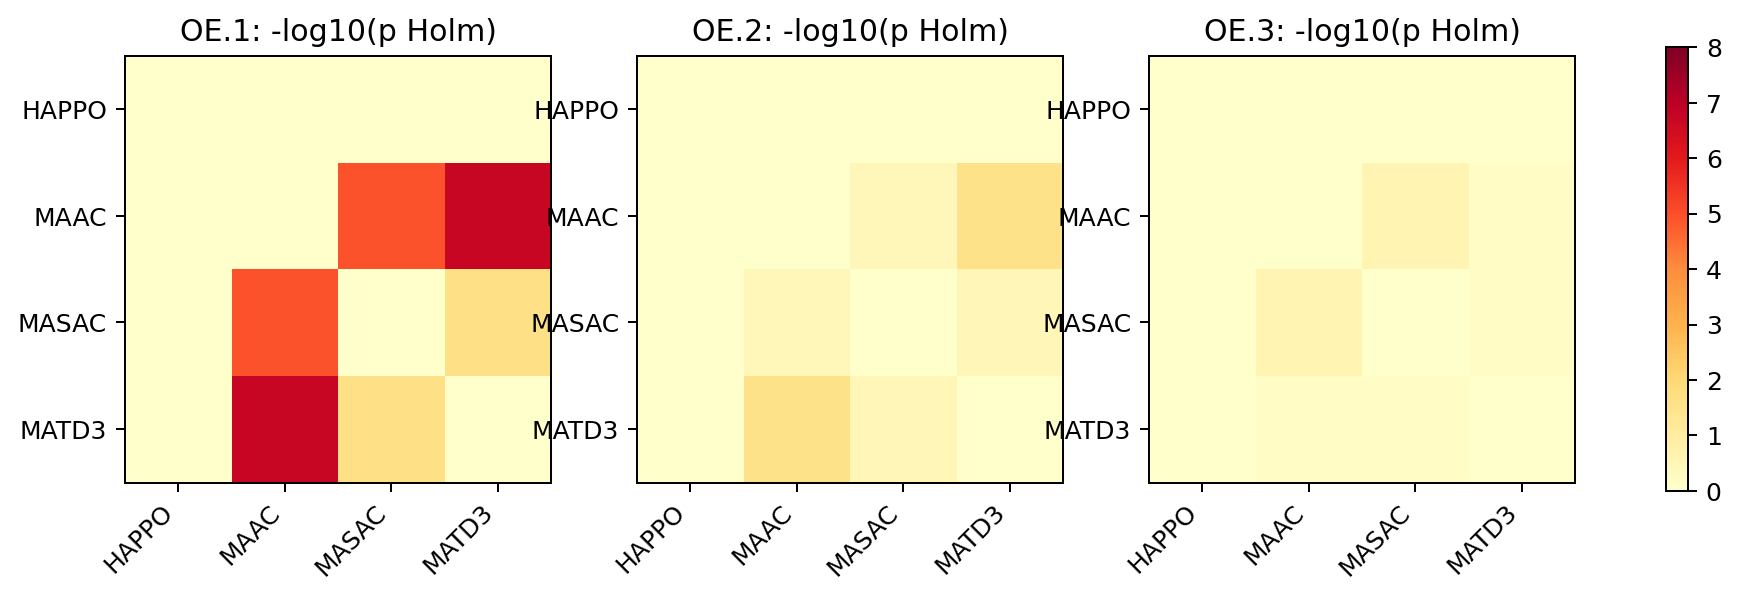 OE.1: -log10(p Holm)
HAPPO
MAAC
MASAC
MATD3
HAPPO
MAAC
MASAC
MATD3
OE.2: -log10(p Holm)
HAPPO
MAAC
MASAC
MATD3
HAPPO
MAAC
MASAC
MATD3
OE.3: -log10(p Holm)
HAPPO
MAAC
MASAC
MATD3
HAPPO
MAAC
MASAC
MATD3
8
7
6
5
4
3
2
1
0